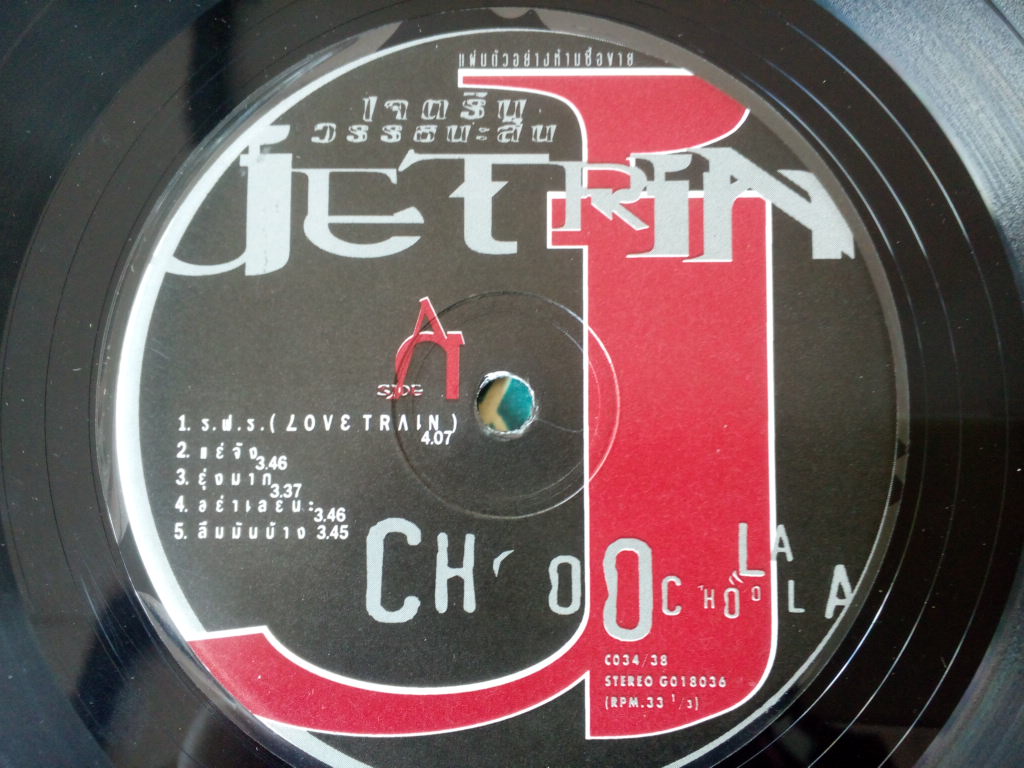 แผ่นตัวอย่างห้ามซื้อขาย
เจตริน
วรรธนะสิน
JETRIN
A
ก
SIDE
1. ร.ฟ.ร.( LOVE TRAIN ) 4.07
2. แย่จัง 3.46
3. ยุ่งมาก 3.37
4. อย่าเลยนะ 3.46
5. ลืมมันบ้าง 3.45
CH'OO CHOO LA LA
C034/38
STEREO G018036
(RPM.33 1/3)